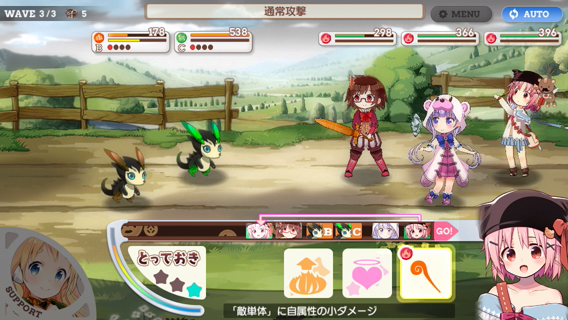 WAVE 3/3 5
通常攻撃
MENU
AUTO
178
B
538
C
298
366
396
B
C
GO!
とっておき
SUPPORT
「敵単体」に自属性の小ダメージ